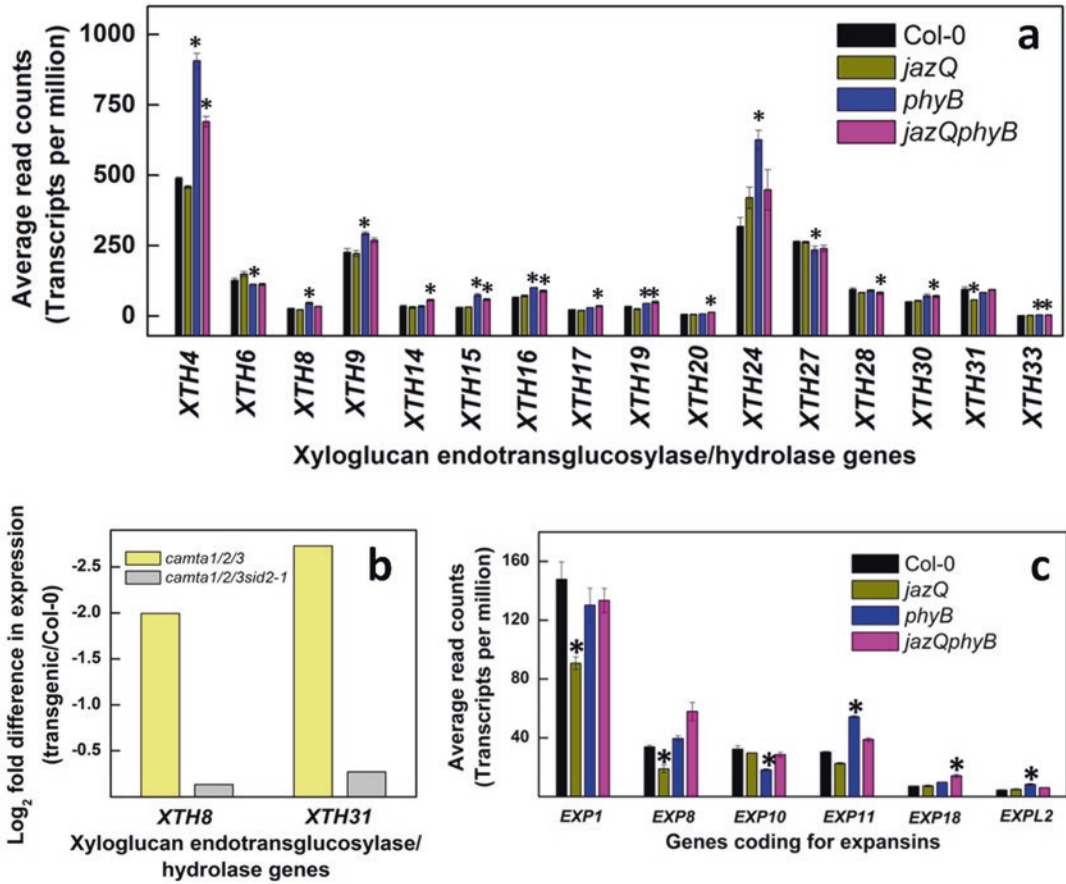 a
Average read counts
(Transcripts per million)
1000
750
500
250
0
Col-0
jazQ
phyB
jazQphyB
* * * * * * * * * * * * * * * * * * * * *
XTH4 XTH6 XTH8 XTH9 XTH14 XTH15 XTH16 XTH17 XTH19 XTH20 XTH24 XTH27 XTH28 XTH30 XTH31 XTH33
Xyloglucan endotransglucosylase/hydrolase genes
b
Log2 fold difference in expression
(transgenic/Col-0)
-2.5
-2.0
-1.5
-1.0
-0.5
camta1/2/3
camta1/2/3sid2-1
XTH8 XTH31
Xyloglucan endotransglucosylase/
hydrolase genes
c
Average read counts
(Transcripts per million)
160
120
80
40
Col-0
jazQ
phyB
jazQphyB
* * * * * *
EXP1 EXP8 EXP10 EXP11 EXP18 EXPL2
Genes coding for expansins